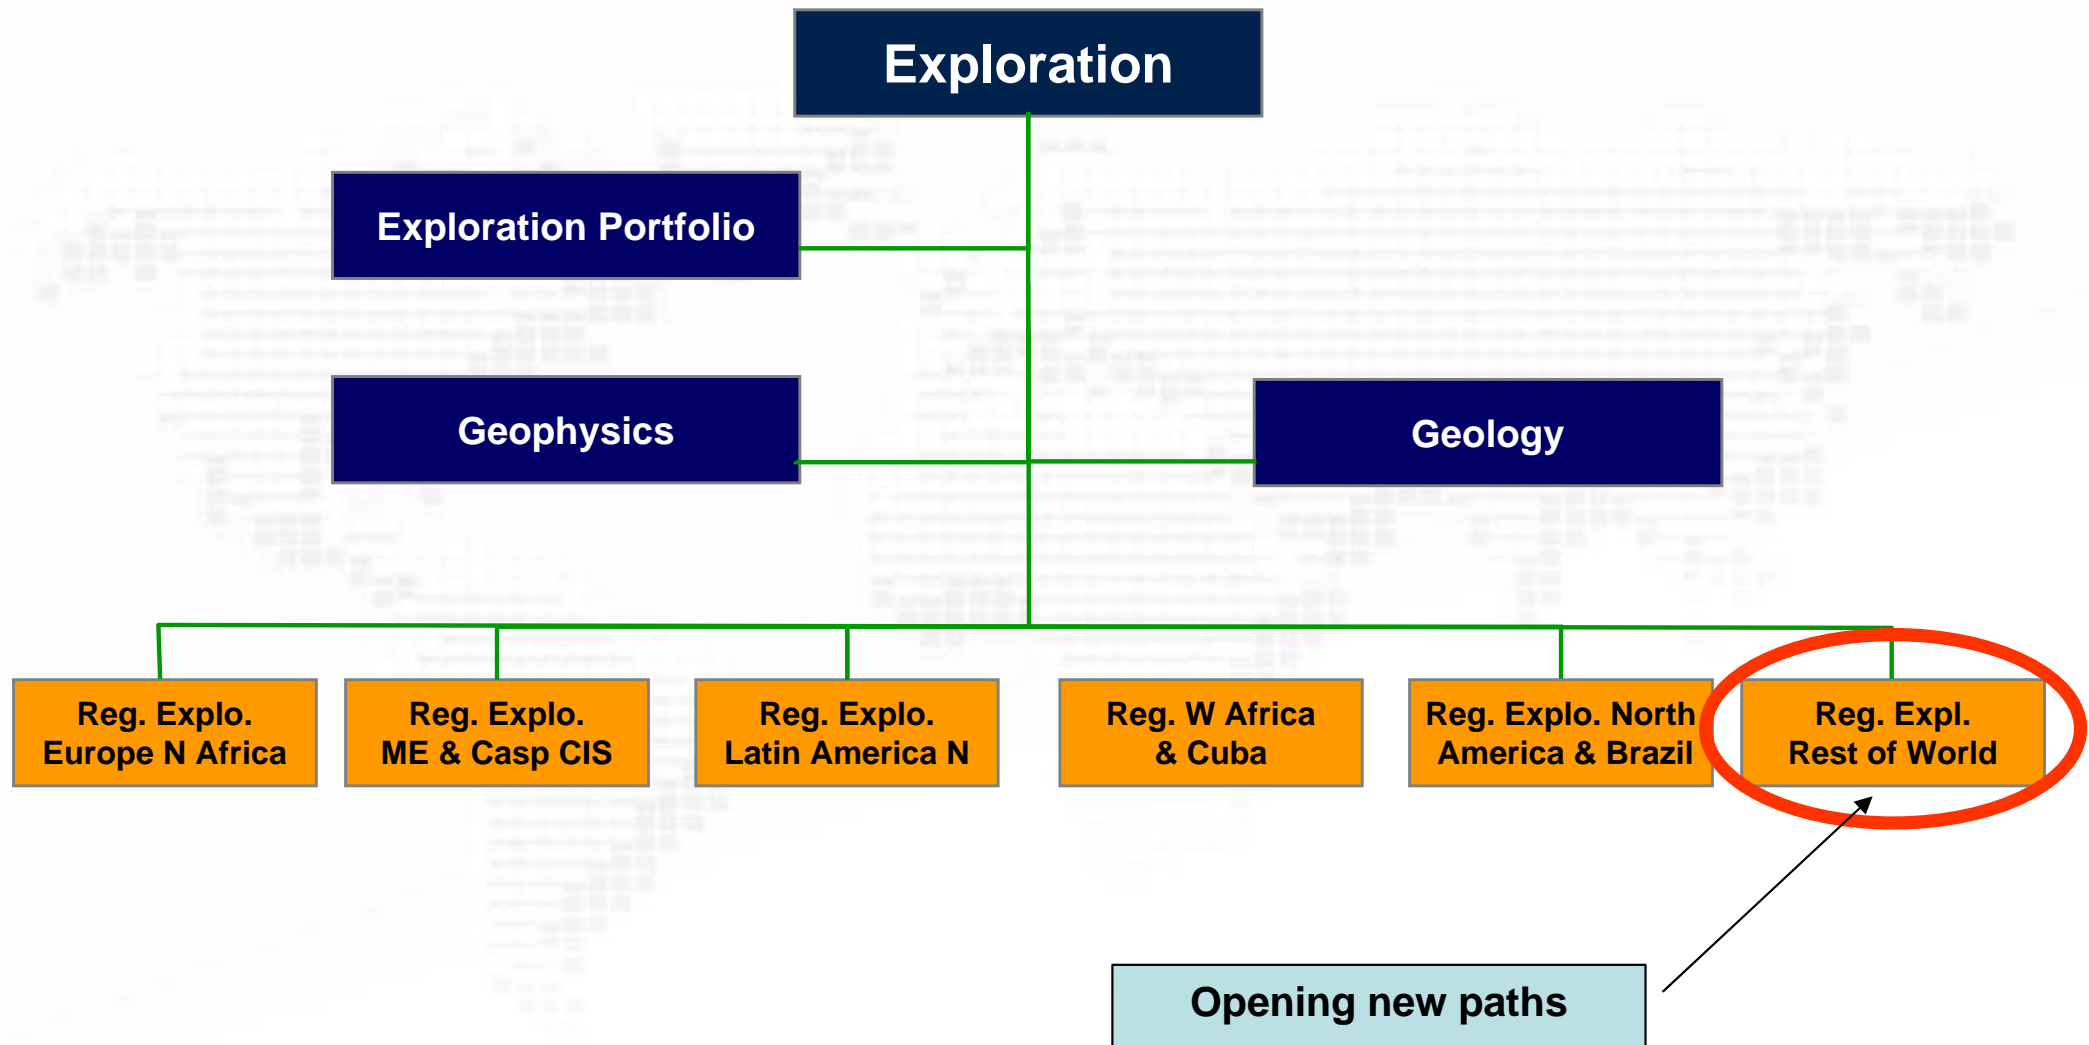 Exploration
Exploration Portfolio
Geophysics
Geology
Reg. Explo.
Europe N Africa
Reg. Explo.
ME & Casp CIS
Reg. Explo.
Latin America N
Reg. W Africa
& Cuba
Reg. Explo. North
America & Brazil
Reg. Expl.
Rest of World
Opening new paths